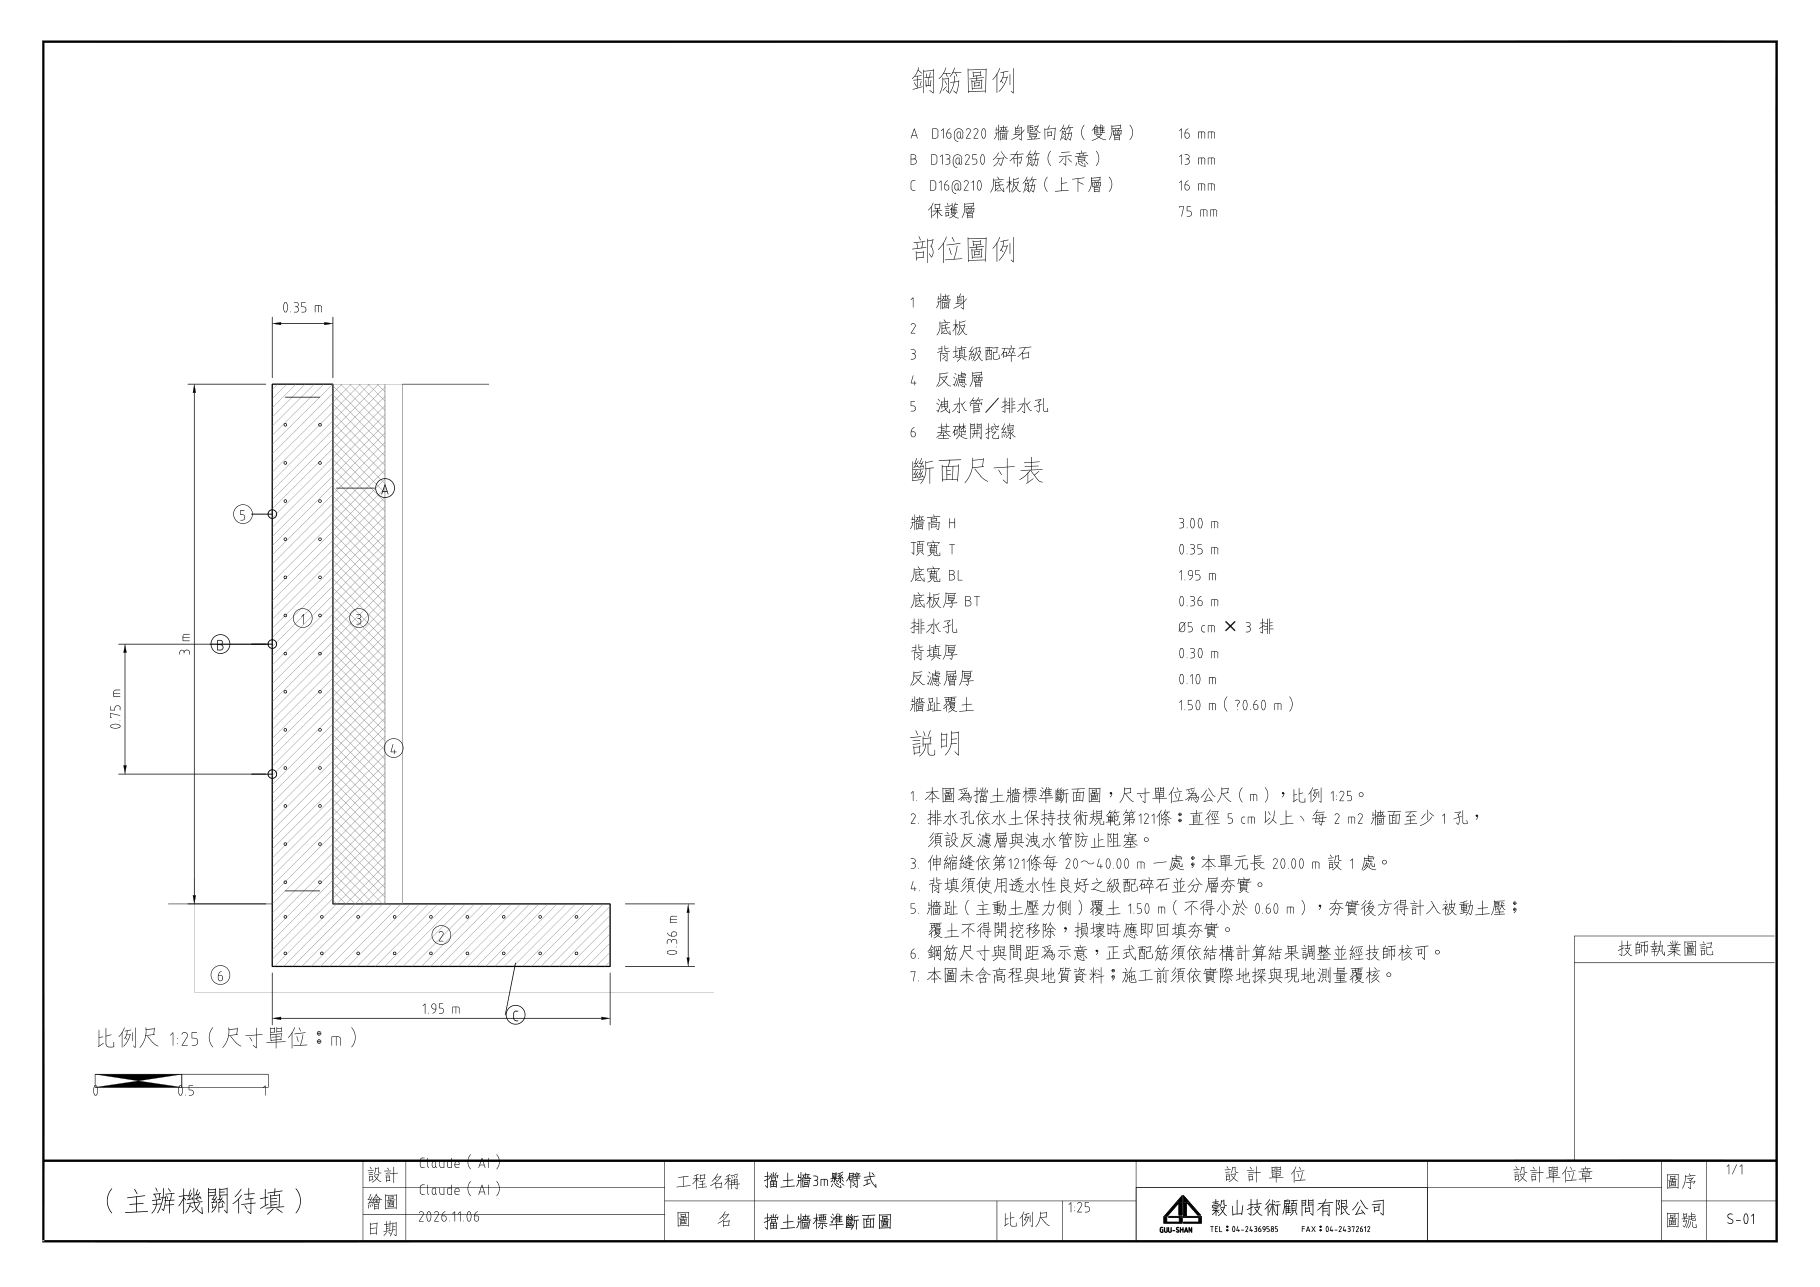 鋼筋圖例
A D16@220 牆身豎向筋（雙層） 16 mm
B D13@250 分布筋（示意） 13 mm
C D16@210 底板筋（上下層） 16 mm
保護層 75 mm
部位圖例
1 牆身
2 底板
3 背填級配碎石
4 反濾層
5 洩水管／排水孔
6 基礎開挖線
斷面尺寸表
牆高 H 3.00 m
頂寬 T 0.35 m
底寬 BL 1.95 m
底板厚 BT 0.36 m
排水孔 Ø5 cm × 3 排
背填厚 0.30 m
反濾層厚 0.10 m
牆趾覆土 1.50 m（?0.60 m）
說明
1. 本圖為擋土牆標準斷面圖，尺寸單位為公尺（m），比例 1:25。
2. 排水孔依水土保持技術規範第121條：直徑 5 cm 以上、每 2 m2 牆面至少 1 孔，
須設反濾層與洩水管防止阻塞。
3. 伸縮縫依第121條每 20～40.00 m 一處；本單元長 20.00 m 設 1 處。
4. 背填須使用透水性良好之級配碎石並分層夯實。
5. 牆趾（主動土壓力側）覆土 1.50 m（不得小於 0.60 m），夯實後方得計入被動土壓；
覆土不得開挖移除，損壞時應即回填夯實。
6. 鋼筋尺寸與間距為示意，正式配筋須依結構計算結果調整並經技師核可。
7. 本圖未含高程與地質資料；施工前須依實際地探與現地測量覆核。
0.35 m
A
5
1
3
B
3 m
0.75 m
4
2
0.36 m
6
1.95 m
C
比例尺 1:25（尺寸單位：m）
0 0.5 1
技師執業圖記
（主辦機關待填）
設計 Claude（AI）
繪圖 Claude（AI）
日期 2026.11.06
工程名稱 擋土牆3m懸臂式
圖 名 擋土牆標準斷面圖
比例尺 1:25
設計單位
GUU-SHAN
穀山技術顧問有限公司
TEL：04-24369585 FAX：04-24372612
設計單位章
圖序 1/1
圖號 S-01